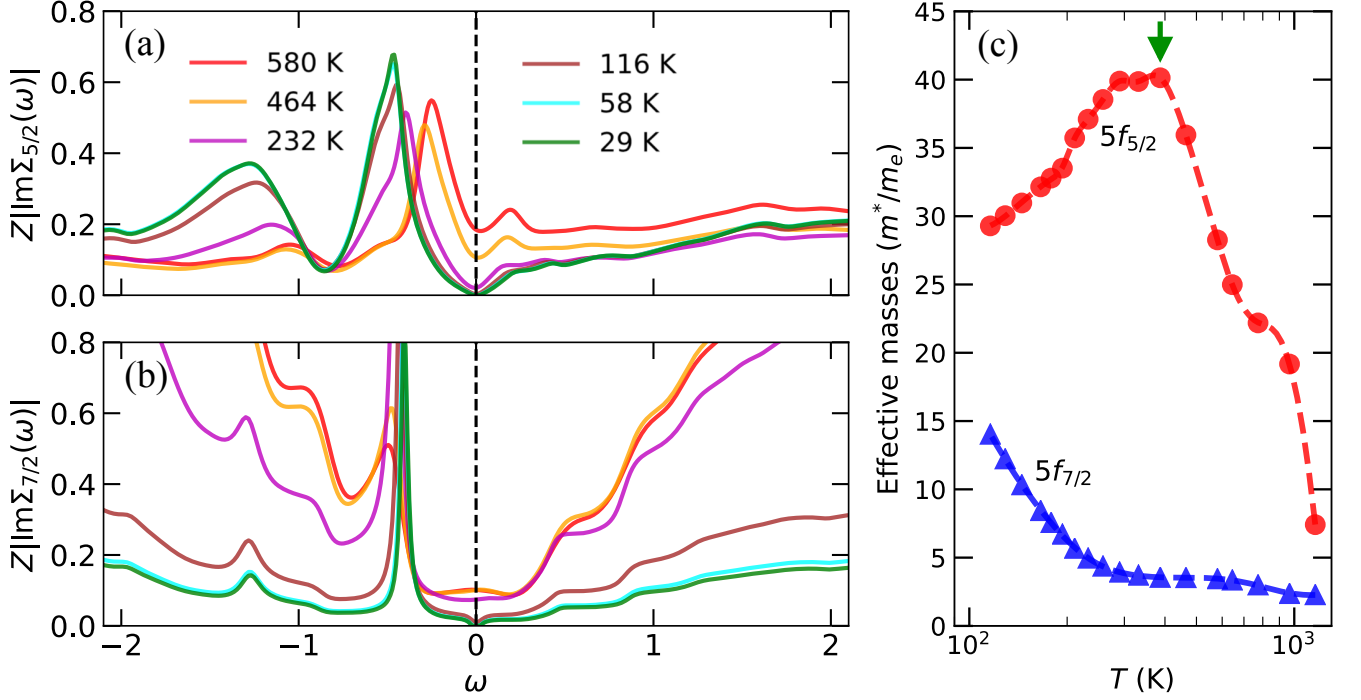 (a)
580 K
464 K
232 K
116 K
58 K
29 K
Z|ImΣ5/2(ω)|
0.8
0.6
0.4
0.2
0.0
(b)
Z|ImΣ7/2(ω)|
0.8
0.6
0.4
0.2
0.0
−2
−1
0
1
2
ω
(c)
Effective masses (m*/me)
45
40
35
30
25
20
15
10
5
0
5f5/2
5f7/2
10²
10³
T (K)